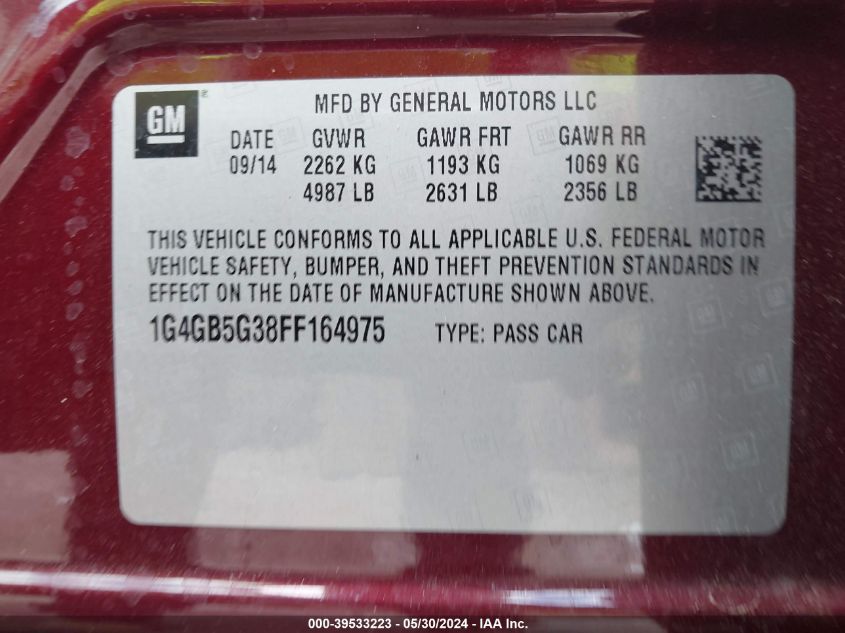 GM
MFD BY GENERAL MOTORS LLC
DATE GVWR GAWR FRT GAWR RR
09/14 2262 KG 1193 KG 1069 KG
4987 LB 2631 LB 2356 LB
THIS VEHICLE CONFORMS TO ALL APPLICABLE U.S. FEDERAL MOTOR
VEHICLE SAFETY, BUMPER, AND THEFT PREVENTION STANDARDS IN
EFFECT ON THE DATE OF MANUFACTURE SHOWN ABOVE.
1G4GB5G38FF164975 TYPE: PASS CAR
000-39533223 - 05/30/2024 - IAA Inc.